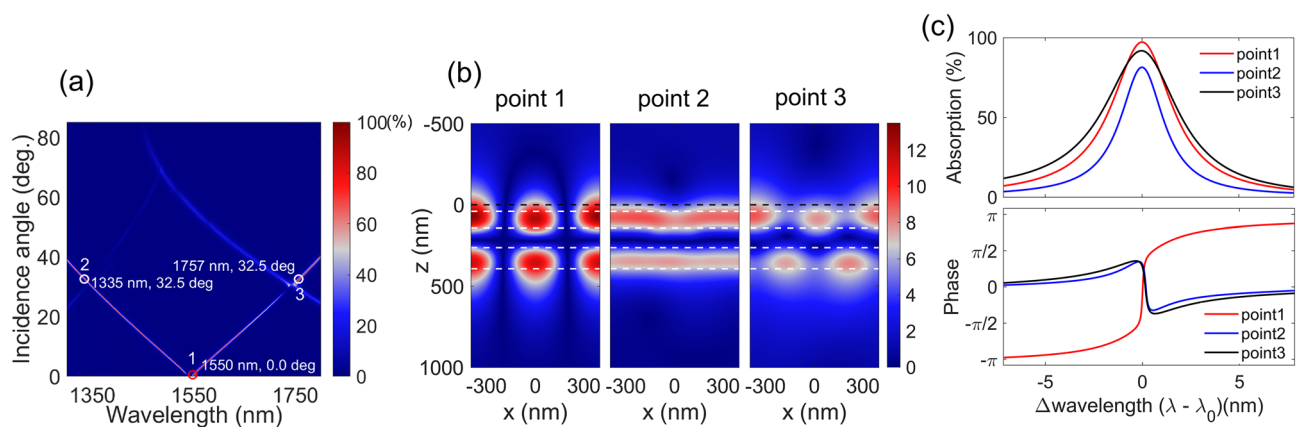 (a)
Incidence angle (deg.)
80
60
40
20
0
1350
1550
1750
Wavelength (nm)
2
1335 nm, 32.5 deg
1757 nm, 32.5 deg
3
1
1550 nm, 0.0 deg
100(%)
80
60
40
20
0
(b)
point 1 point 2 point 3
z (nm)
-500
0
500
1000
-300 0 300
-300 0 300
-300 0 300
x (nm) x (nm) x (nm)
12
10
8
6
4
2
0
(c)
Absorption (%)
100
50
0
point1
point2
point3
Phase
π
π/2
0
-π/2
-π
point1
point2
point3
-5 0 5
Δwavelength (λ - λ0)(nm)